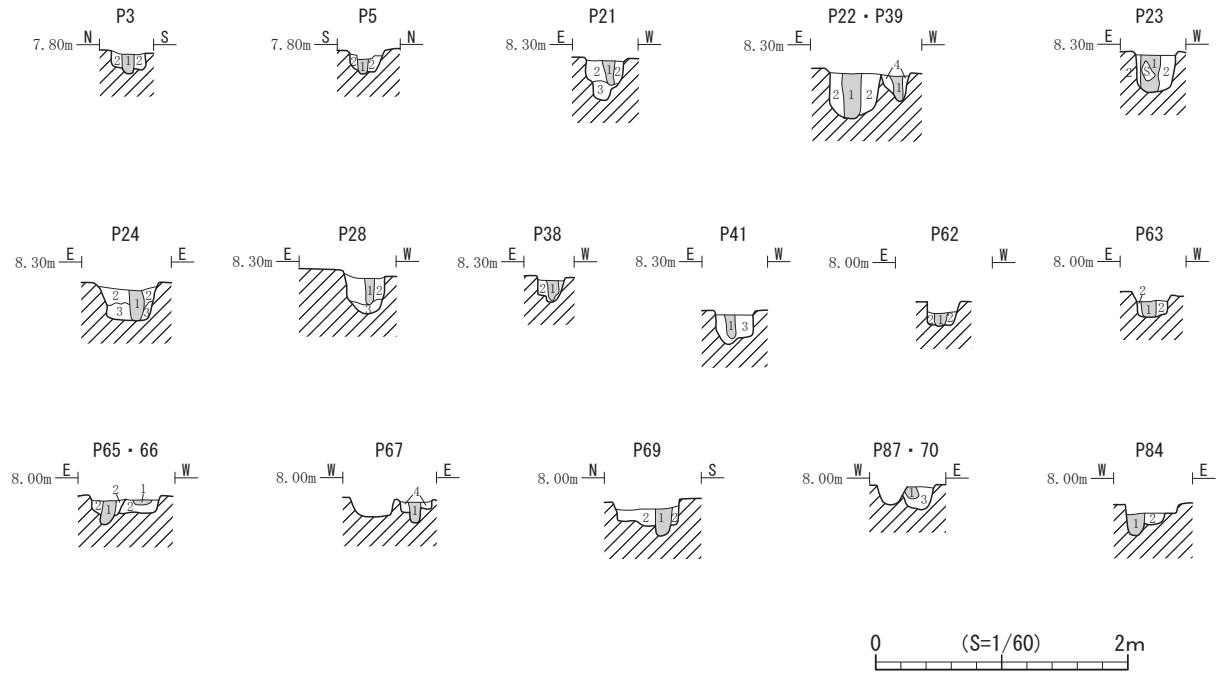 P3 P5 P21 P22・P39 P23
7.80m N S 7.80m S N 8.30m E W 8.30m E W 8.30m E W
2 1 2 2 1 2 2 1 2 3 2 1 2 4 1 2 S 1 2
P24 P28 P38 P41 P62 P63
8.30m E E 8.30m E W 8.30m E W 8.30m E W 8.00m E W 8.00m E W
2 1 2 3 3 1 2 3 2 1 1 3 2 1 2 2 1 2
P65・66 P67 P69 P87・70 P84
8.00m E W 8.00m W E 8.00m N S 8.00m W E 8.00m W E
2 1 2 1 2 4 1 2 1 2 1 3 1 2
0 (S=1/60) 2m